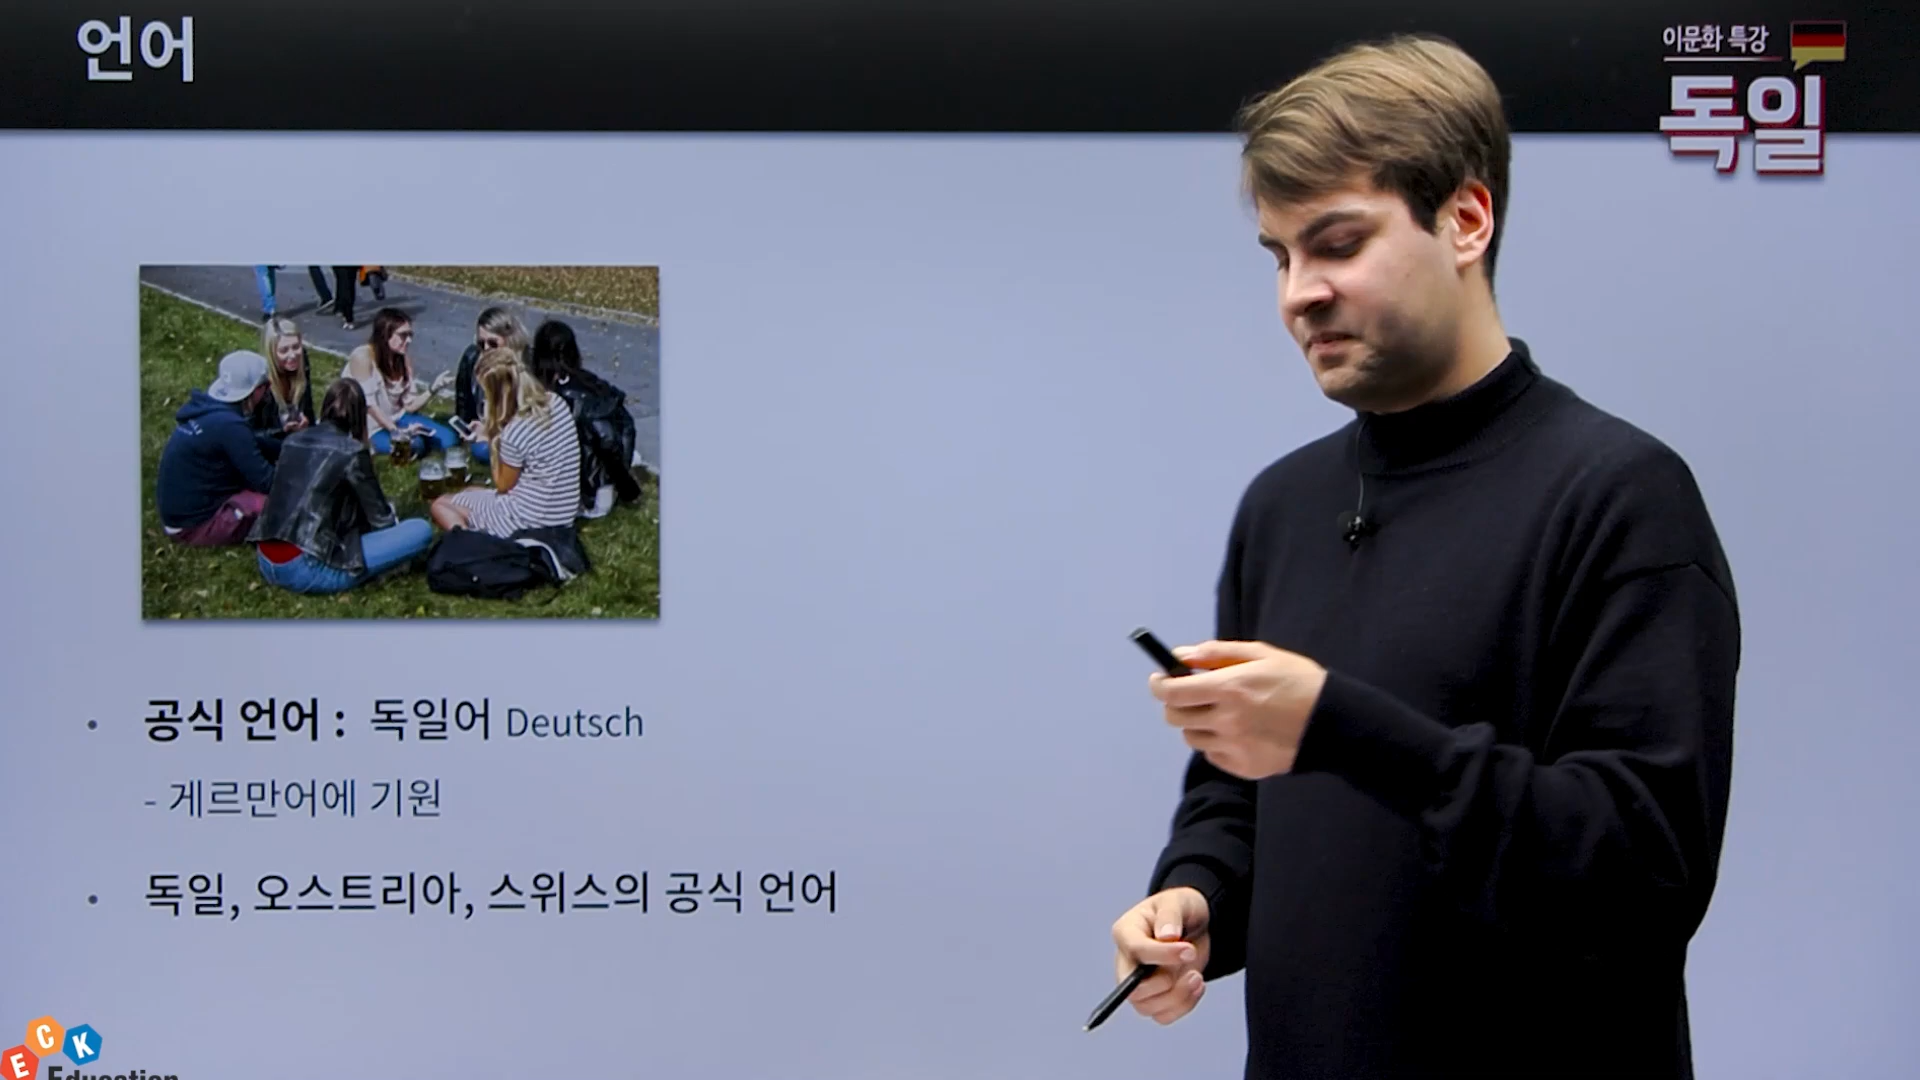 언어
이문화 특강
독일
• 공식 언어 : 독일어 Deutsch
- 게르만어에 기원
• 독일, 오스트리아, 스위스의 공식 언어
ECK
Education